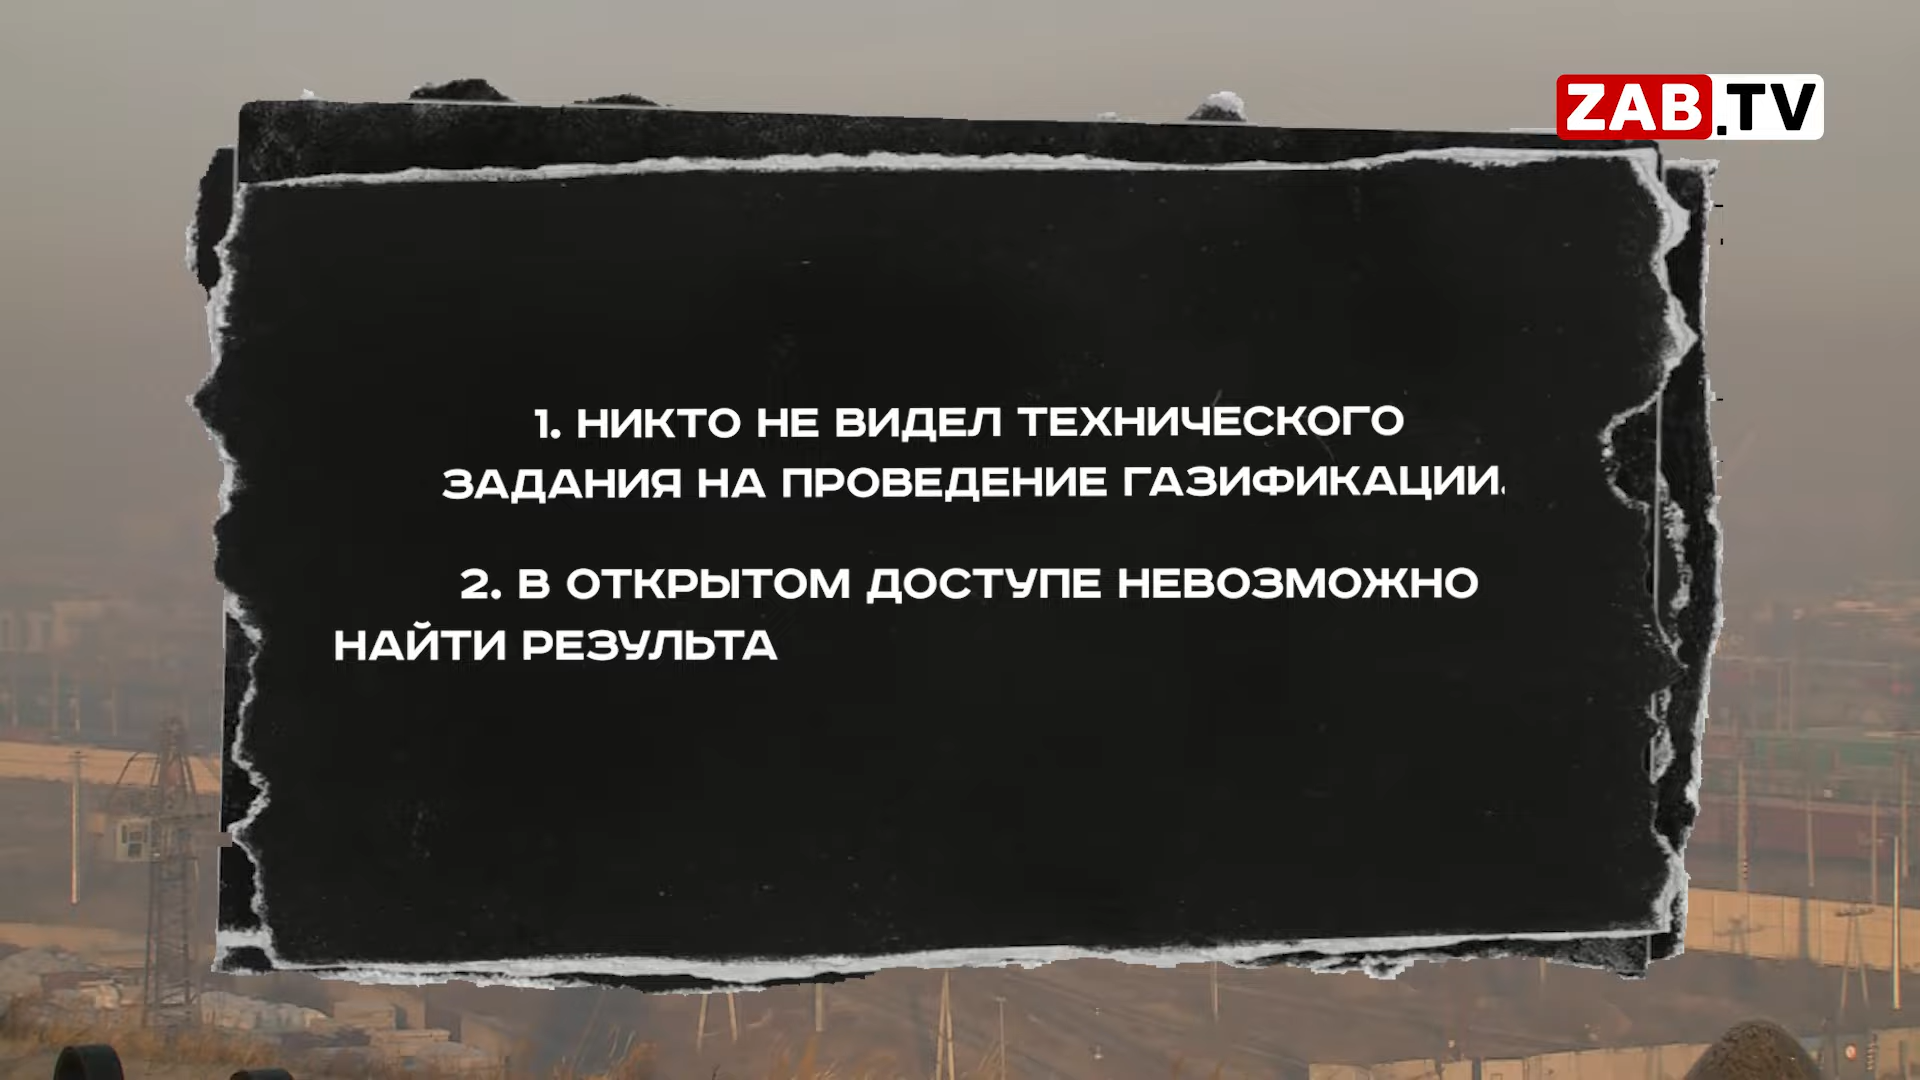 ZAB.TV
1. НИКТО НЕ ВИДЕЛ ТЕХНИЧЕСКОГО
ЗАДАНИЯ НА ПРОВЕДЕНИЕ ГАЗИФИКАЦИИ.
2. В ОТКРЫТОМ ДОСТУПЕ НЕВОЗМОЖНО
НАЙТИ РЕЗУЛЬТА